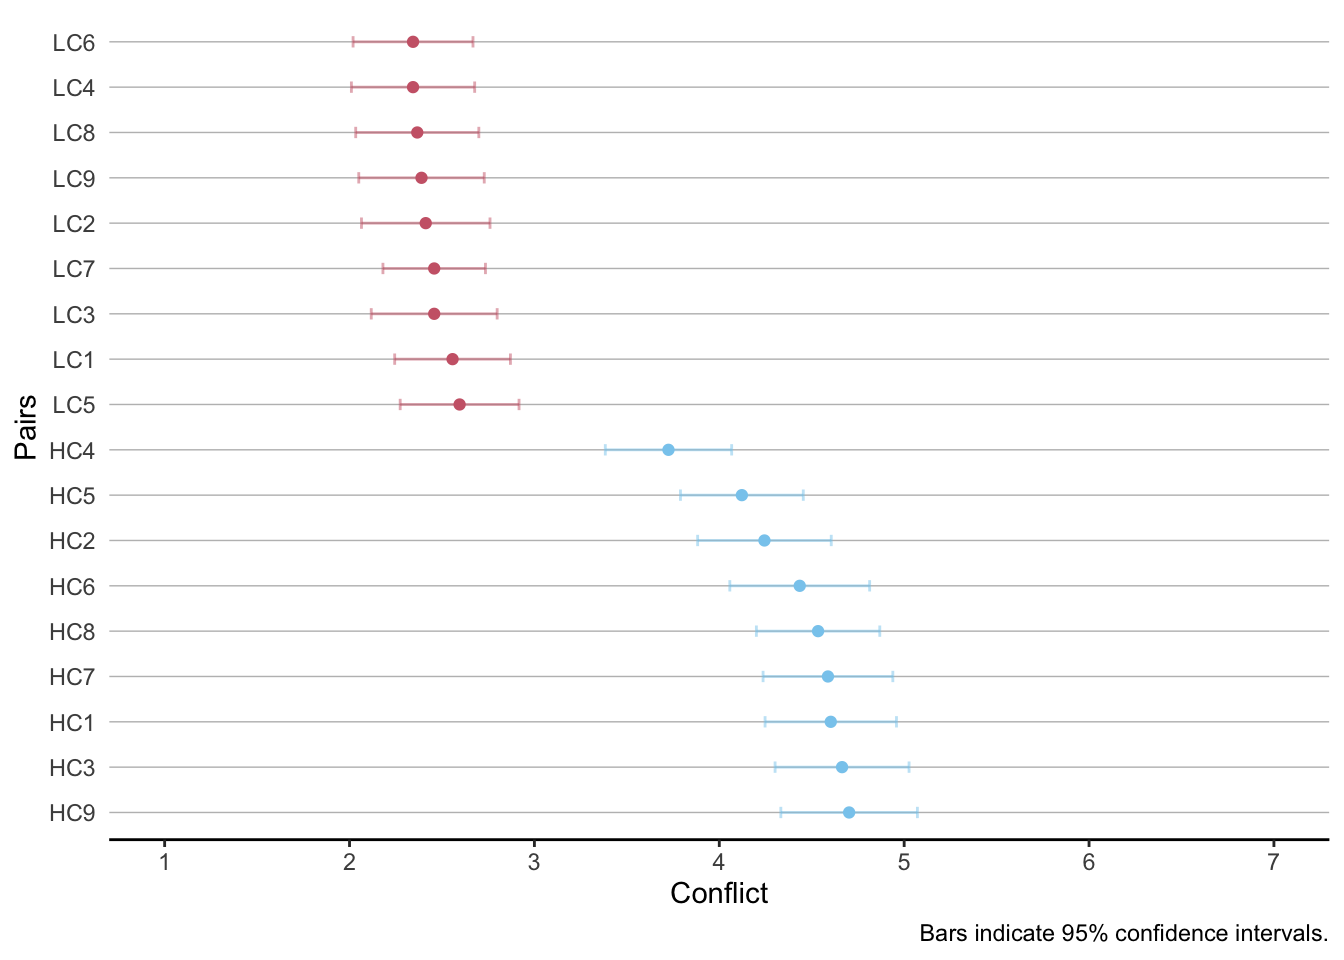 LC6
LC4
LC8
LC9
LC2
LC7
LC3
LC1
LC5
HC4
HC5
HC2
HC6
HC8
HC7
HC1
HC3
HC9
Pairs
1 2 3 4 5 6 7
Conflict
Bars indicate 95% confidence intervals.